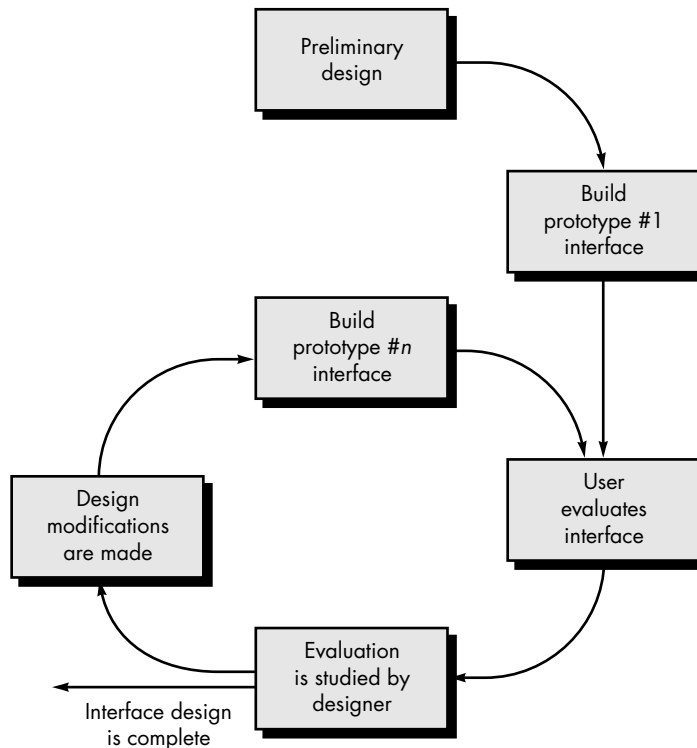 Preliminary
design
Build
prototype #1
interface
Build
prototype #n
interface
User
evaluates
interface
Design
modifications
are made
Evaluation
is studied by
designer
Interface design
is complete